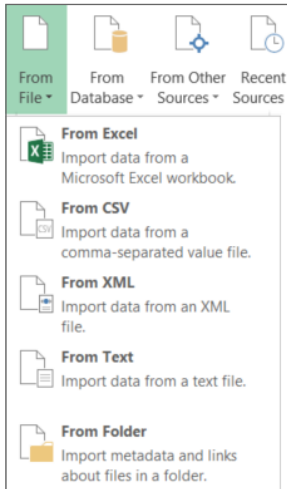 From File
From Database
From Other Sources
Recent Sources
From Excel
Import data from a
Microsoft Excel workbook.
CSV
From CSV
Import data from a
comma-separated value file.
From XML
Import data from an XML
file.
From Text
Import data from a text file.
From Folder
Import metadata and links
about files in a folder.